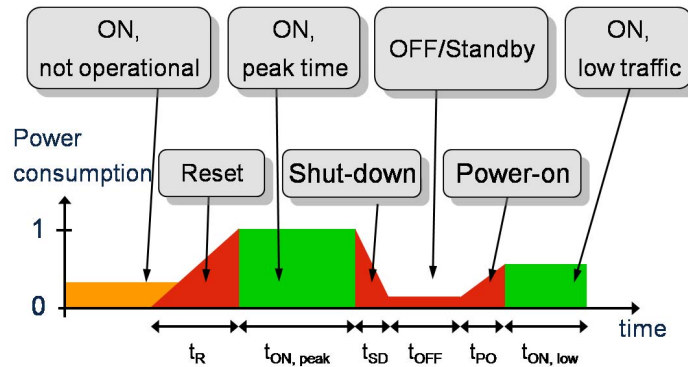 ON,
not operational
ON,
peak time
OFF/Standby
ON,
low traffic
Power
consumption
Reset
Shut-down
Power-on
1
0
time
tR
tON, peak
tSD
tOFF
tPO
tON, low